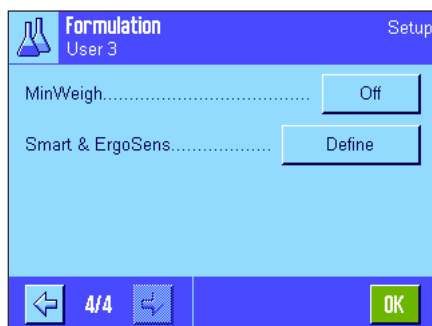 Formulation
Setup
User 3
MinWeigh.................................... Off
Smart & ErgoSens.................. Define
4/4
OK